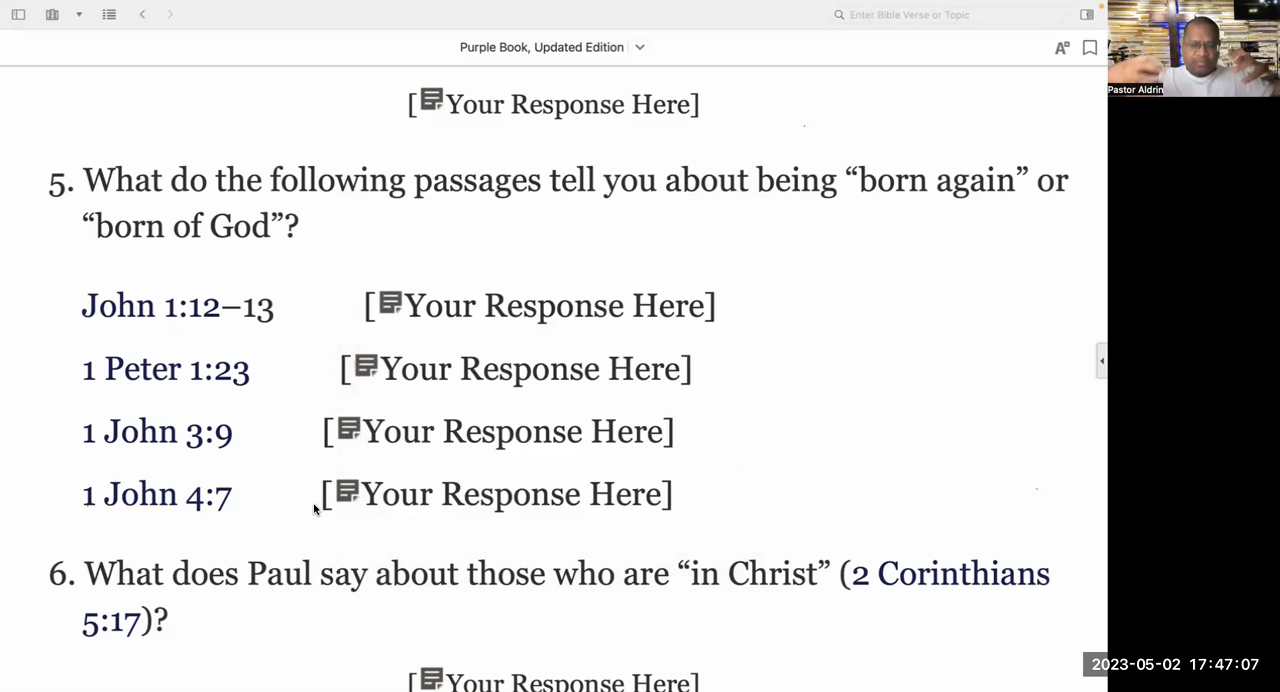 Enter Bible Verse or Topic
Purple Book, Updated Edition
Pastor Aldrin
[Your Response Here]
5. What do the following passages tell you about being “born again” or
“born of God”?
John 1:12–13 [Your Response Here]
1 Peter 1:23 [Your Response Here]
1 John 3:9 [Your Response Here]
1 John 4:7 [Your Response Here]
6. What does Paul say about those who are “in Christ” (2 Corinthians
5:17)?
[Your Response Here]
2023-05-02 17:47:07